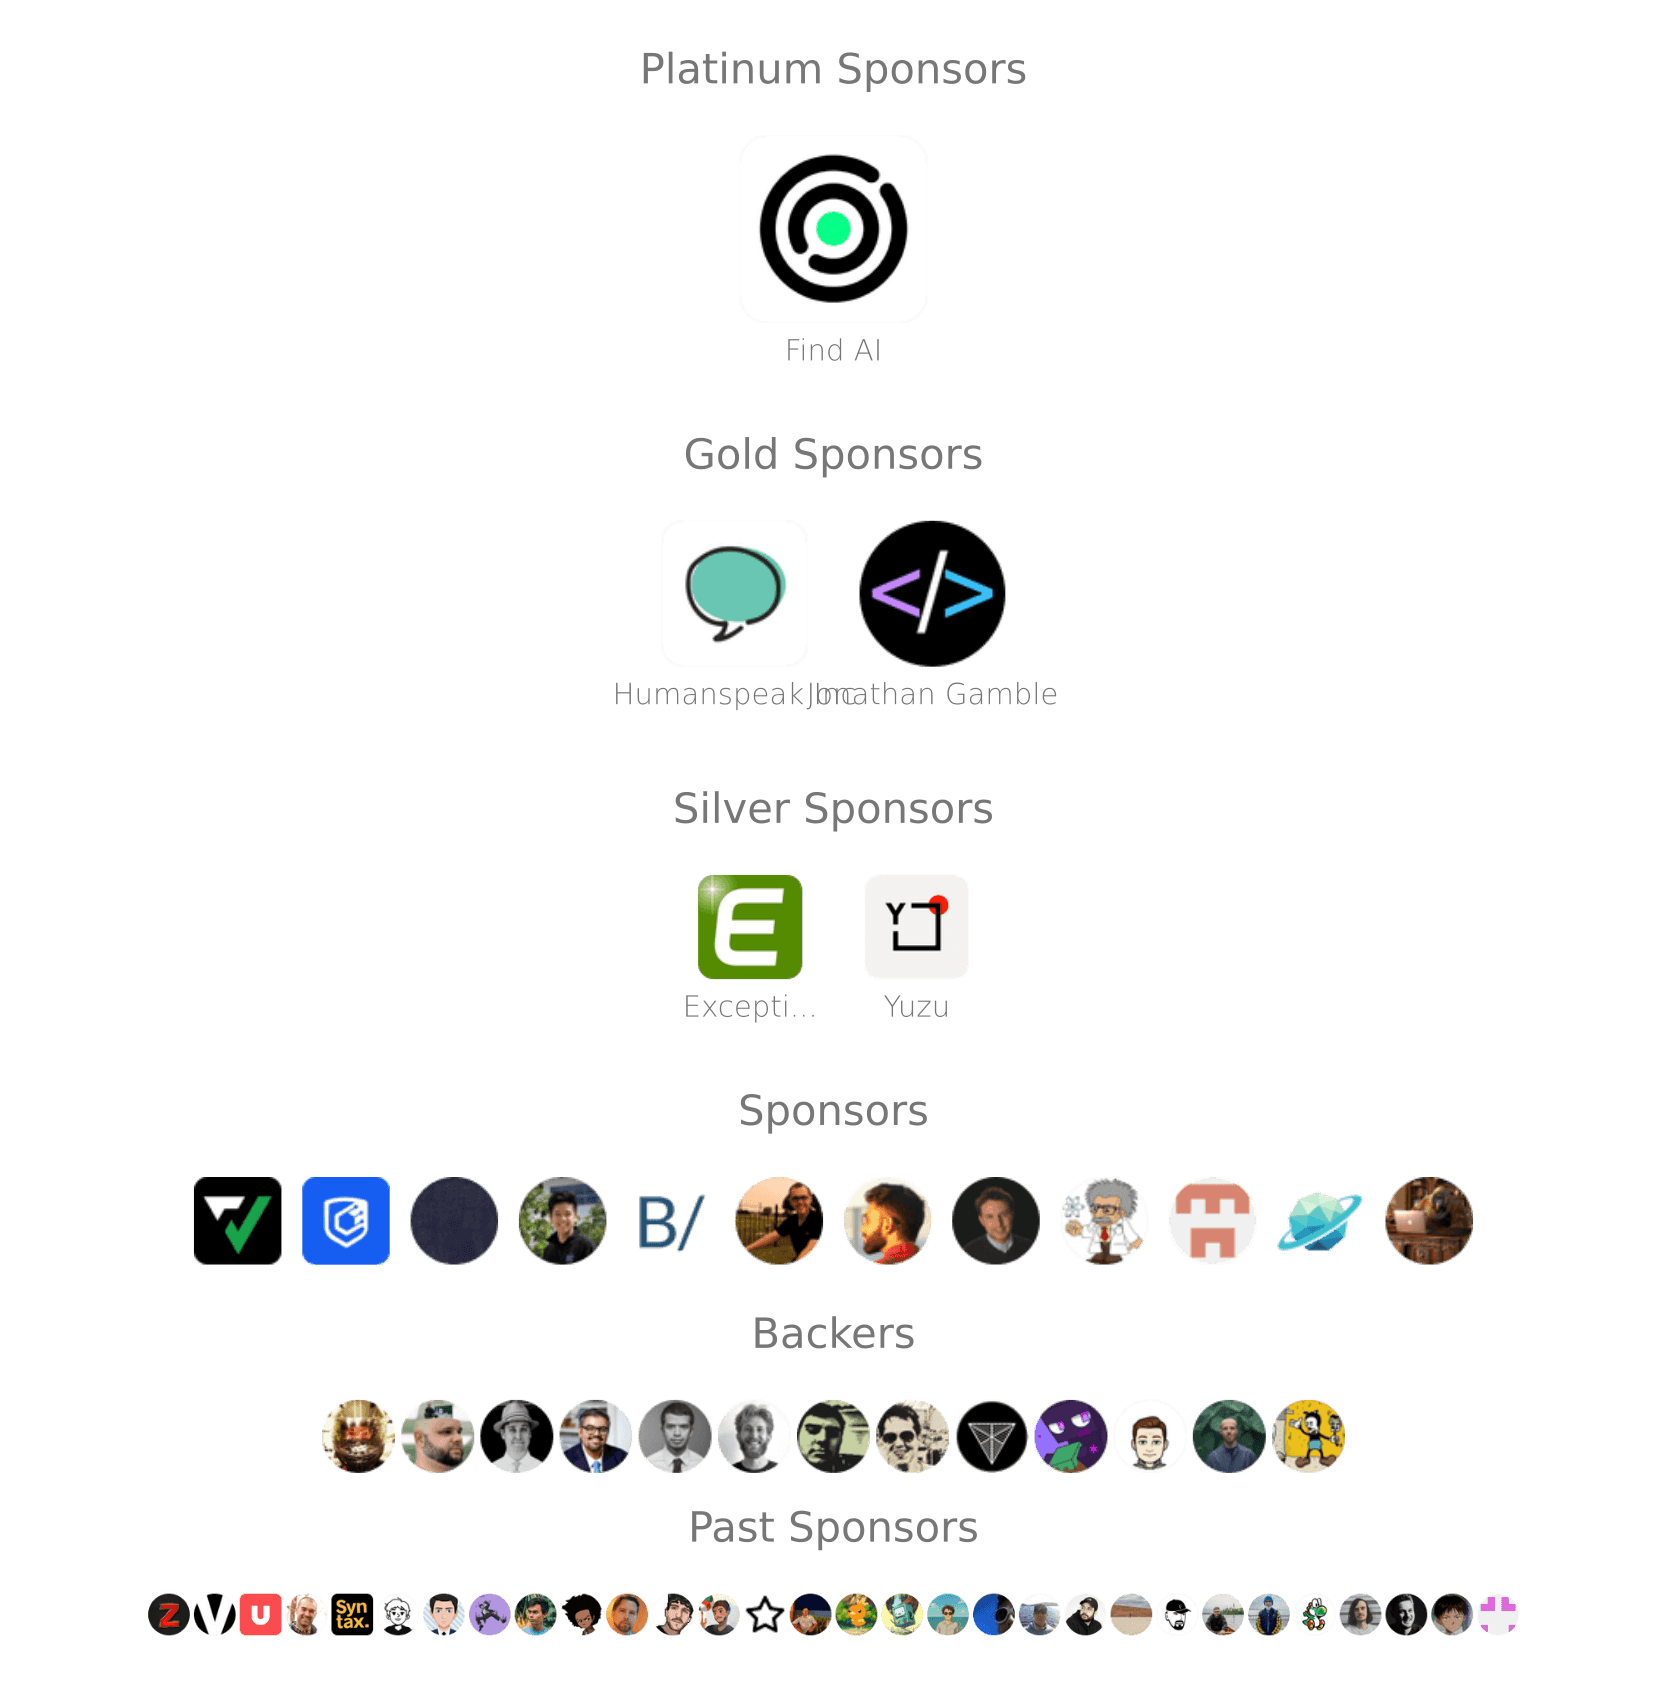 Platinum Sponsors
Find AI
Gold Sponsors
Humanspeak Inc
Jonathan Gamble
Silver Sponsors
E
Y
Excepti...
Yuzu
Sponsors
B/
Backers
Past Sponsors
Z
V
U
Syn
tax.